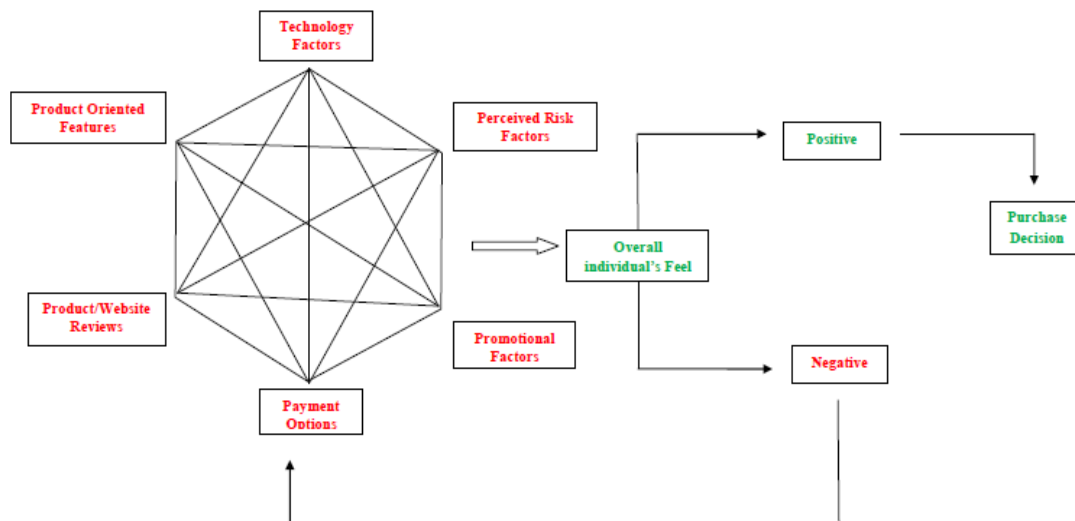 Technology
Factors
Product Oriented
Features
Perceived Risk
Factors
Positive
Purchase
Decision
Overall
individual's Feel
Product/Website
Reviews
Promotional
Factors
Negative
Payment
Options